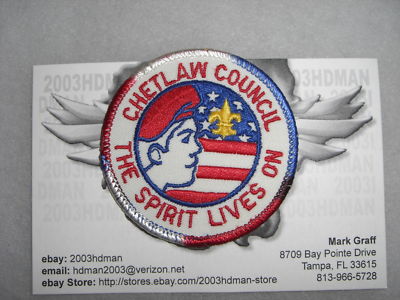 2003HDMAN
2003HDMAN
CHETLAW COUNCIL
THE SPIRIT LIVES ON
ebay: 2003hdman
email: hdman2003@verizon.net
ebay Store: http://stores.ebay.com/2003hdman-store
Mark Graff
8709 Bay Pointe Drive
Tampa, FL 33615
813-966-5728